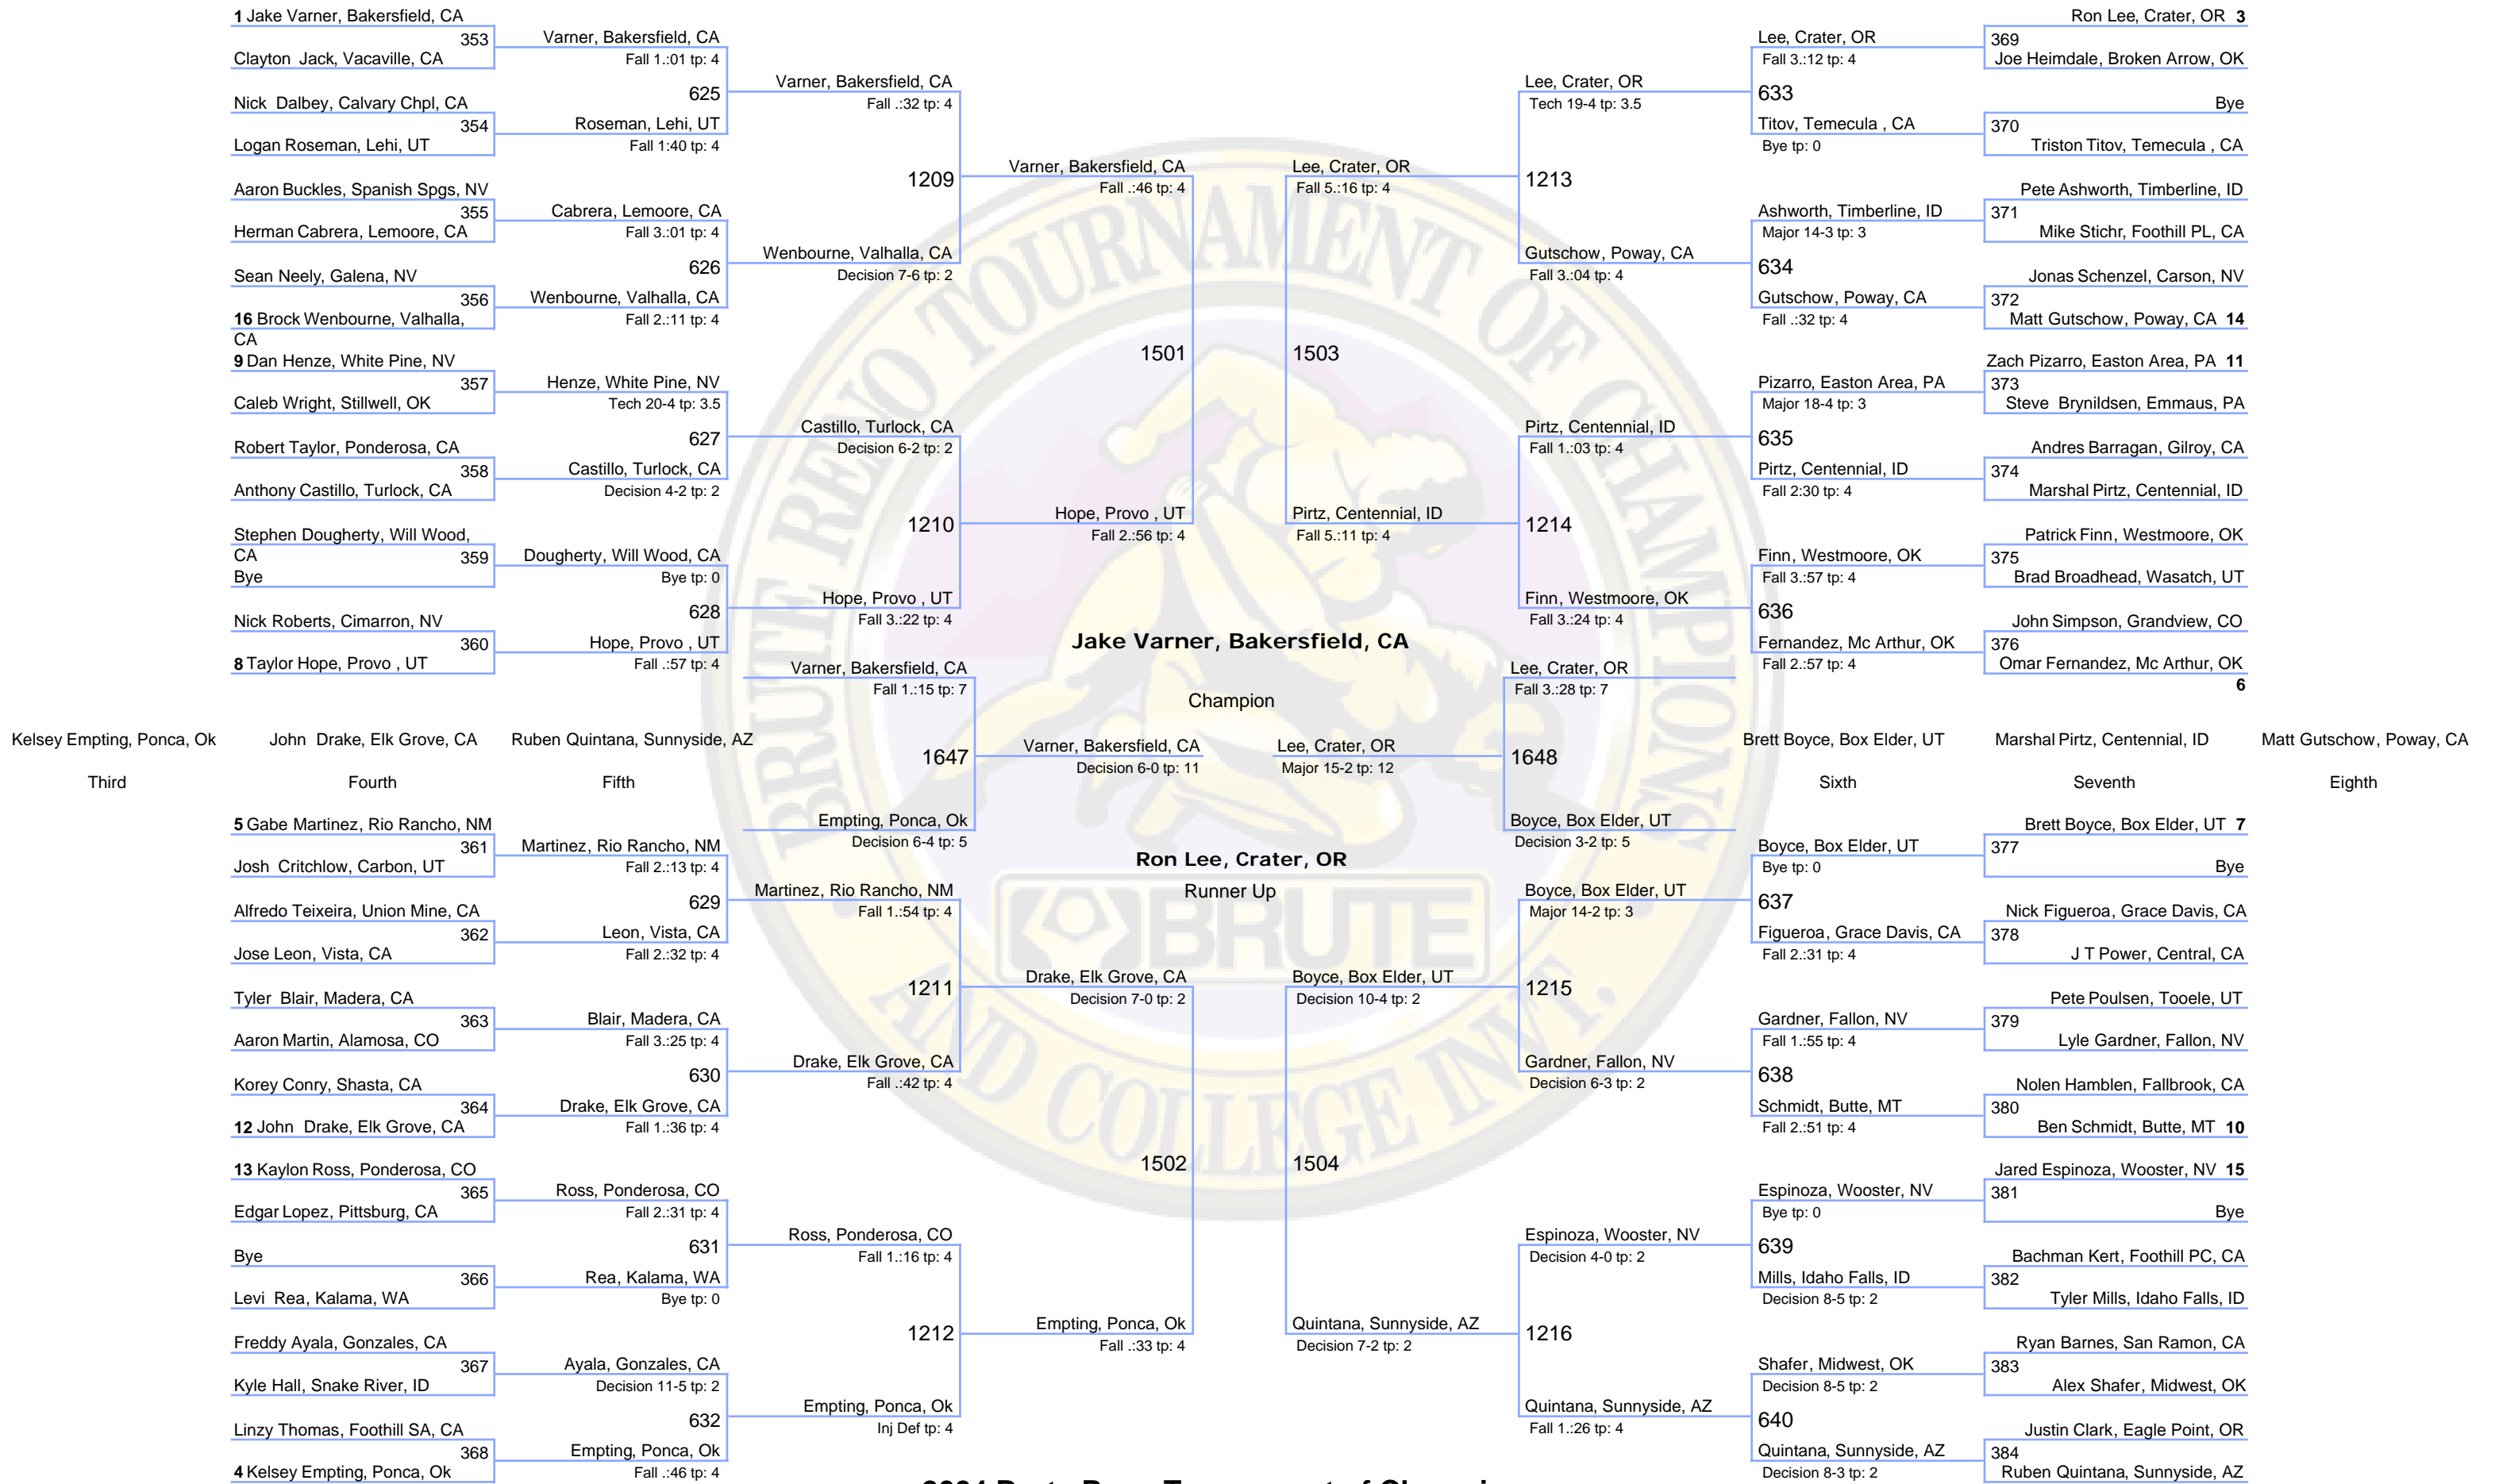 1 Jake Varner, Bakersfield, CA
353
Clayton Jack, Vacaville, CA
Nick Dalbey, Calvary Chpl, CA
354
Logan Roseman, Lehi, UT
Aaron Buckles, Spanish Spgs, NV
355
Herman Cabrera, Lemoore, CA
Sean Neely, Galena, NV
356
16 Brock Wenbourne, Valhalla,
CA
9 Dan Henze, White Pine, NV
357
Caleb Wright, Stillwell, OK
Robert Taylor, Ponderosa, CA
358
Anthony Castillo, Turlock, CA
Stephen Dougherty, Will Wood,
CA
359
Bye
Nick Roberts, Cimarron, NV
360
8 Taylor Hope, Provo , UT
Varner, Bakersfield, CA
Fall 1.:01 tp: 4
625
Roseman, Lehi, UT
Fall 1:40 tp: 4
Cabrera, Lemoore, CA
Fall 3.:01 tp: 4
626
Wenbourne, Valhalla, CA
Fall 2.:11 tp: 4
Henze, White Pine, NV
Tech 20-4 tp: 3.5
627
Castillo, Turlock, CA
Decision 4-2 tp: 2
Dougherty, Will Wood, CA
Bye tp: 0
628
Hope, Provo , UT
Fall .:57 tp: 4
Varner, Bakersfield, CA
Fall .:32 tp: 4
1209
Wenbourne, Valhalla, CA
Decision 7-6 tp: 2
Castillo, Turlock, CA
Decision 6-2 tp: 2
1210
Hope, Provo , UT
Fall 3.:22 tp: 4
Varner, Bakersfield, CA
Fall .:46 tp: 4
1501
Hope, Provo , UT
Fall 2.:56 tp: 4
Lee, Crater, OR
Fall 5.:16 tp: 4
1503
Pirtz, Centennial, ID
Fall 5.:11 tp: 4
Lee, Crater, OR
Tech 19-4 tp: 3.5
1213
Gutschow, Poway, CA
Fall 3.:04 tp: 4
Pirtz, Centennial, ID
Fall 1.:03 tp: 4
1214
Finn, Westmoore, OK
Fall 3.:24 tp: 4
Lee, Crater, OR
Fall 3.:12 tp: 4
633
Titov, Temecula , CA
Bye tp: 0
Ashworth, Timberline, ID
Major 14-3 tp: 3
634
Gutschow, Poway, CA
Fall .:32 tp: 4
Pizarro, Easton Area, PA
Major 18-4 tp: 3
635
Pirtz, Centennial, ID
Fall 2:30 tp: 4
Finn, Westmoore, OK
Fall 3.:57 tp: 4
636
Fernandez, Mc Arthur, OK
Fall 2.:57 tp: 4
Ron Lee, Crater, OR 3
369
Joe Heimdale, Broken Arrow, OK
Bye
370
Triston Titov, Temecula , CA
Pete Ashworth, Timberline, ID
371
Mike Stichr, Foothill PL, CA
Jonas Schenzel, Carson, NV
372
Matt Gutschow, Poway, CA 14
Zach Pizarro, Easton Area, PA 11
373
Steve Brynildsen, Emmaus, PA
Andres Barragan, Gilroy, CA
374
Marshal Pirtz, Centennial, ID
Patrick Finn, Westmoore, OK
375
Brad Broadhead, Wasatch, UT
John Simpson, Grandview, CO
376
Omar Fernandez, Mc Arthur, OK
6
Jake Varner, Bakersfield, CA
Champion
Varner, Bakersfield, CA
Fall 1.:15 tp: 7
1647
Empting, Ponca, Ok
Decision 6-4 tp: 5
Varner, Bakersfield, CA
Decision 6-0 tp: 11
Lee, Crater, OR
Major 15-2 tp: 12
Lee, Crater, OR
Fall 3.:28 tp: 7
1648
Boyce, Box Elder, UT
Decision 3-2 tp: 5
Ron Lee, Crater, OR
Runner Up
Kelsey Empting, Ponca, Ok
Third
John Drake, Elk Grove, CA
Fourth
Ruben Quintana, Sunnyside, AZ
Fifth
Brett Boyce, Box Elder, UT
Sixth
Marshal Pirtz, Centennial, ID
Seventh
Matt Gutschow, Poway, CA
Eighth
5 Gabe Martinez, Rio Rancho, NM
361
Josh Critchlow, Carbon, UT
Alfredo Teixeira, Union Mine, CA
362
Jose Leon, Vista, CA
Tyler Blair, Madera, CA
363
Aaron Martin, Alamosa, CO
Korey Conry, Shasta, CA
364
12 John Drake, Elk Grove, CA
13 Kaylon Ross, Ponderosa, CO
365
Edgar Lopez, Pittsburg, CA
Bye
366
Levi Rea, Kalama, WA
Freddy Ayala, Gonzales, CA
367
Kyle Hall, Snake River, ID
Linzy Thomas, Foothill SA, CA
368
4 Kelsey Empting, Ponca, Ok
Martinez, Rio Rancho, NM
Fall 2.:13 tp: 4
629
Leon, Vista, CA
Fall 2.:32 tp: 4
Blair, Madera, CA
Fall 3.:25 tp: 4
630
Drake, Elk Grove, CA
Fall 1.:36 tp: 4
Ross, Ponderosa, CO
Fall 2.:31 tp: 4
631
Rea, Kalama, WA
Bye tp: 0
Ayala, Gonzales, CA
Decision 11-5 tp: 2
632
Empting, Ponca, Ok
Fall .:46 tp: 4
Martinez, Rio Rancho, NM
Fall 1.:54 tp: 4
1211
Drake, Elk Grove, CA
Fall .:42 tp: 4
Ross, Ponderosa, CO
Fall 1.:16 tp: 4
1212
Empting, Ponca, Ok
Inj Def tp: 4
Drake, Elk Grove, CA
Decision 7-0 tp: 2
1502
Empting, Ponca, Ok
Fall .:33 tp: 4
Boyce, Box Elder, UT
Decision 10-4 tp: 2
1504
Quintana, Sunnyside, AZ
Decision 7-2 tp: 2
Boyce, Box Elder, UT
Major 14-2 tp: 3
1215
Gardner, Fallon, NV
Decision 6-3 tp: 2
Espinoza, Wooster, NV
Decision 4-0 tp: 2
1216
Quintana, Sunnyside, AZ
Fall 1.:26 tp: 4
Boyce, Box Elder, UT
Bye tp: 0
637
Figueroa, Grace Davis, CA
Fall 2.:31 tp: 4
Gardner, Fallon, NV
Fall 1.:55 tp: 4
638
Schmidt, Butte, MT
Fall 2.:51 tp: 4
Espinoza, Wooster, NV
Bye tp: 0
639
Mills, Idaho Falls, ID
Decision 8-5 tp: 2
Shafer, Midwest, OK
Decision 8-5 tp: 2
640
Quintana, Sunnyside, AZ
Decision 8-3 tp: 2
Brett Boyce, Box Elder, UT 7
377
Bye
Nick Figueroa, Grace Davis, CA
378
J T Power, Central, CA
Pete Poulsen, Tooele, UT
379
Lyle Gardner, Fallon, NV
Nolen Hamblen, Fallbrook, CA
380
Ben Schmidt, Butte, MT 10
Jared Espinoza, Wooster, NV 15
381
Bye
Bachman Kert, Foothill PC, CA
382
Tyler Mills, Idaho Falls, ID
Ryan Barnes, San Ramon, CA
383
Alex Shafer, Midwest, OK
Justin Clark, Eagle Point, OR
384
Ruben Quintana, Sunnyside, AZ
BRUTE RENO TOURNAMENT OF CHAMPIONS
AND COLLEGE INVT.
BRUTE